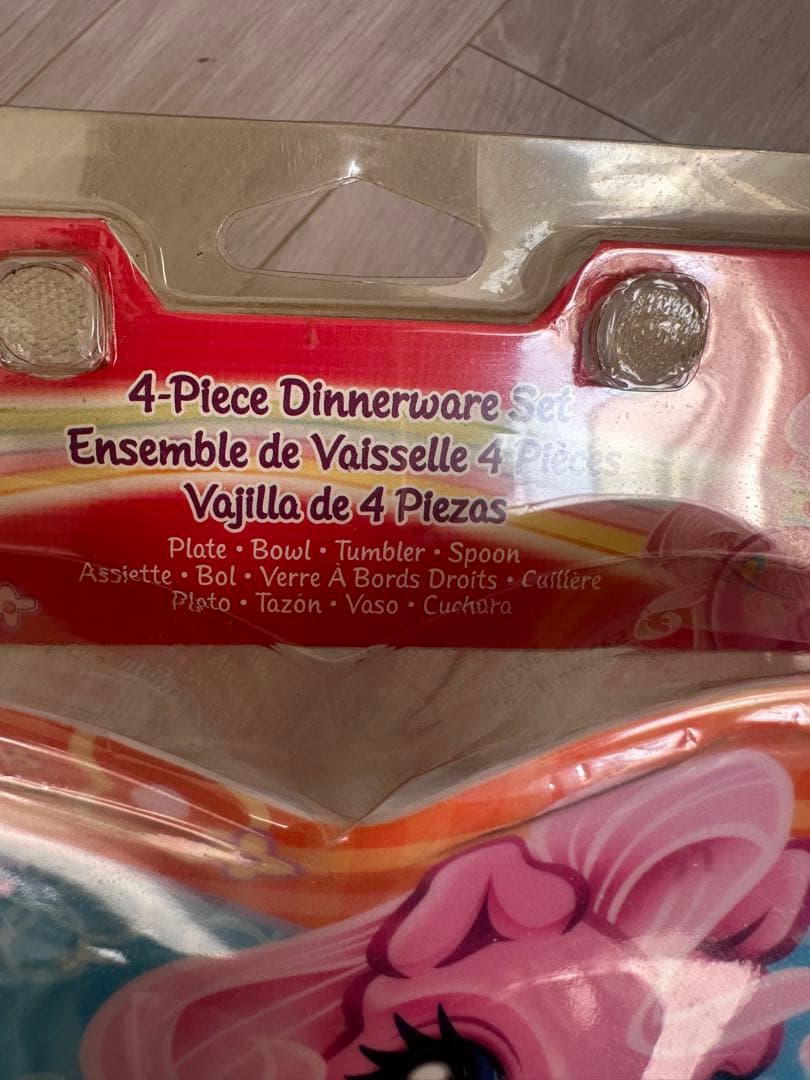 4-Piece Dinnerware Set
Ensemble de Vaisselle 4 Pièces
Vajilla de 4 Piezas
Plate • Bowl • Tumbler • Spoon
Assiette • Bol • Verre À Bords Droits • Cuillère
Plato • Tazón • Vaso • Cuchara